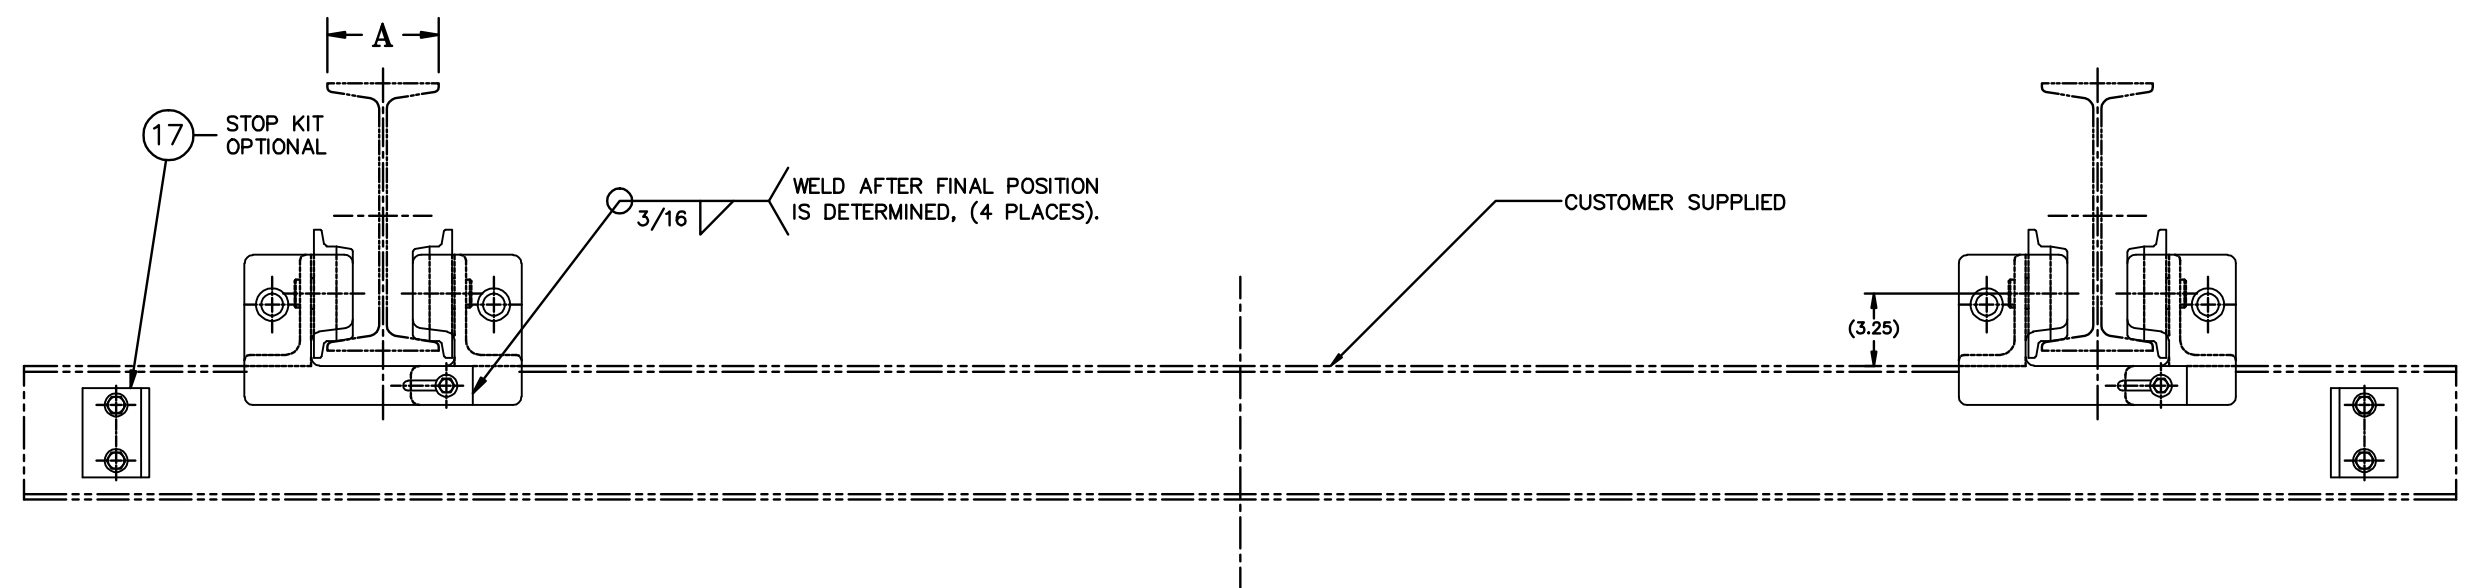 A
17
STOP KIT
OPTIONAL
3/16
WELD AFTER FINAL POSITION
IS DETERMINED, (4 PLACES).
CUSTOMER SUPPLIED
(3.25)